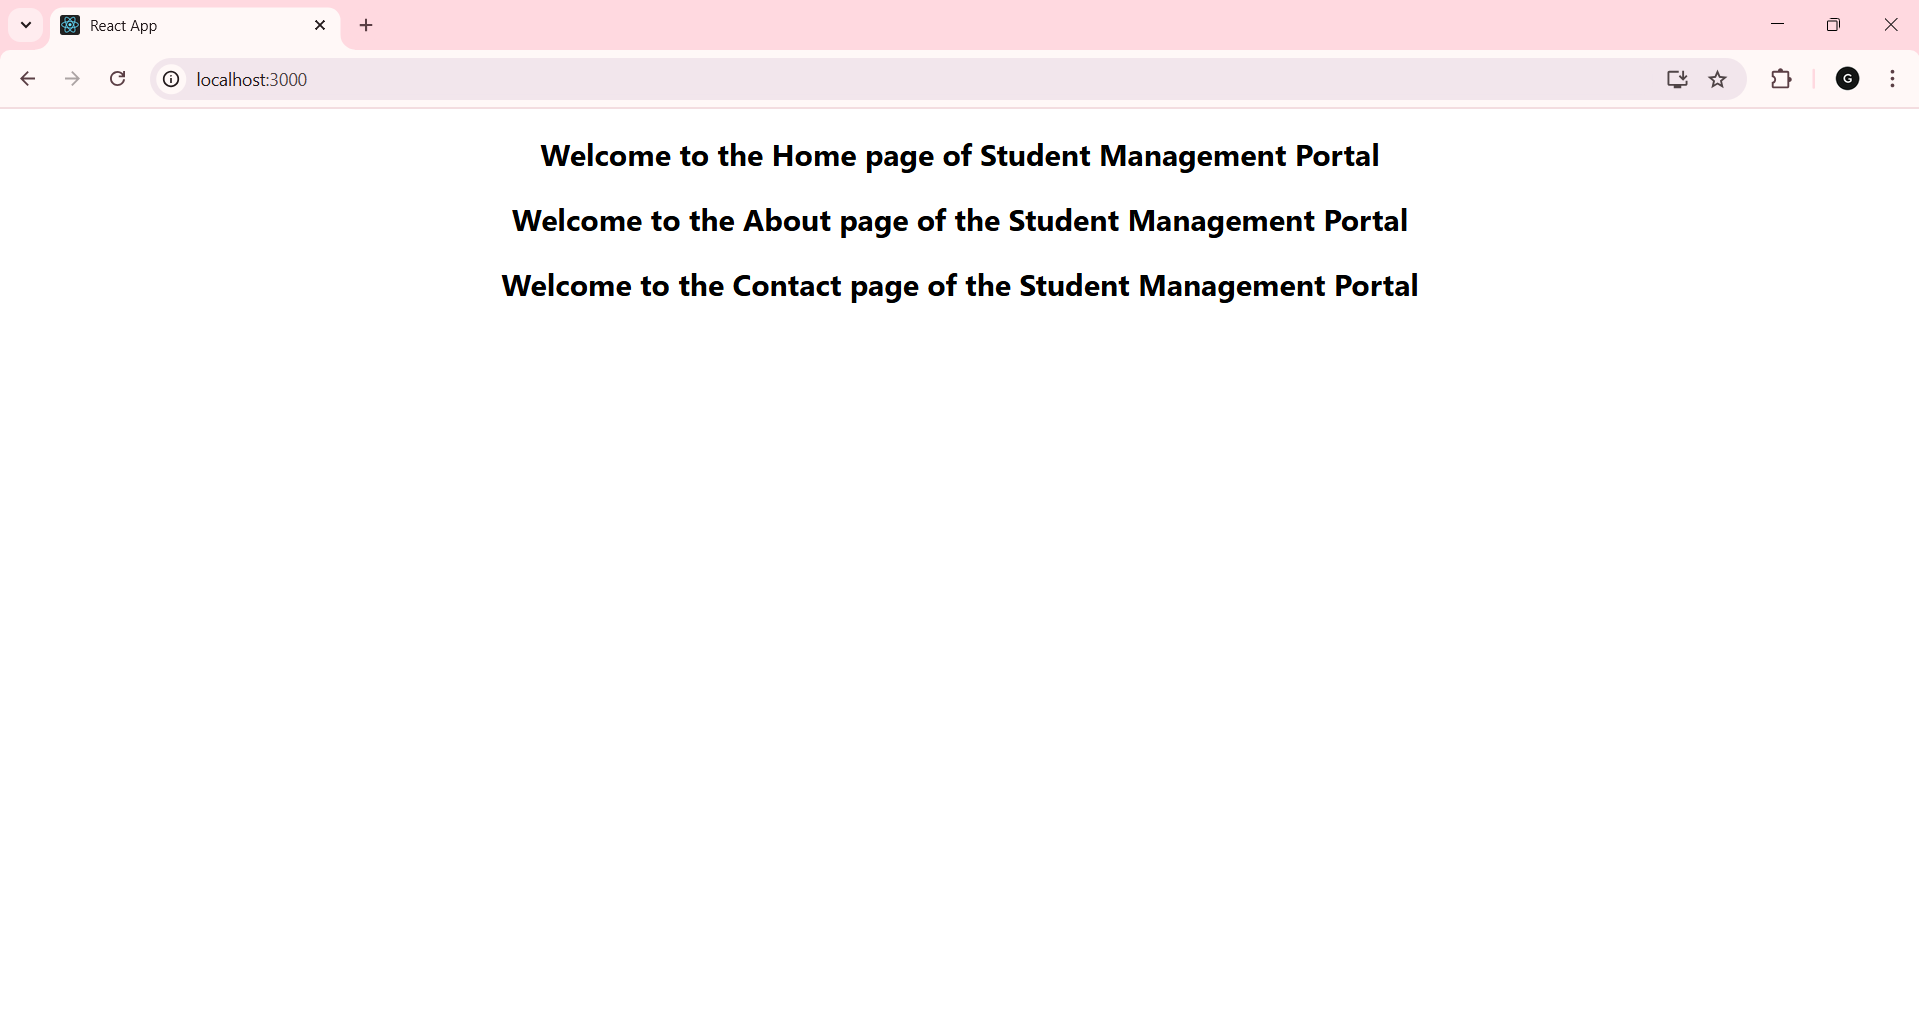 React App
localhost:3000
G
Welcome to the Home page of Student Management Portal
Welcome to the About page of the Student Management Portal
Welcome to the Contact page of the Student Management Portal